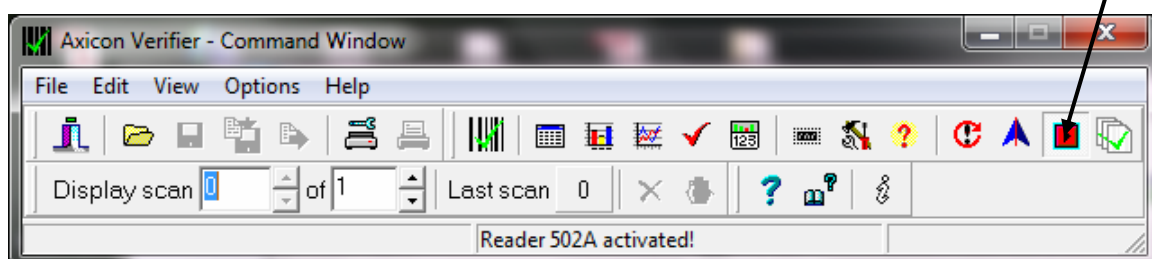 Axicon Verifier - Command Window
File Edit View Options Help
123
Display scan 0 of 1 Last scan 0
Reader 502A activated!